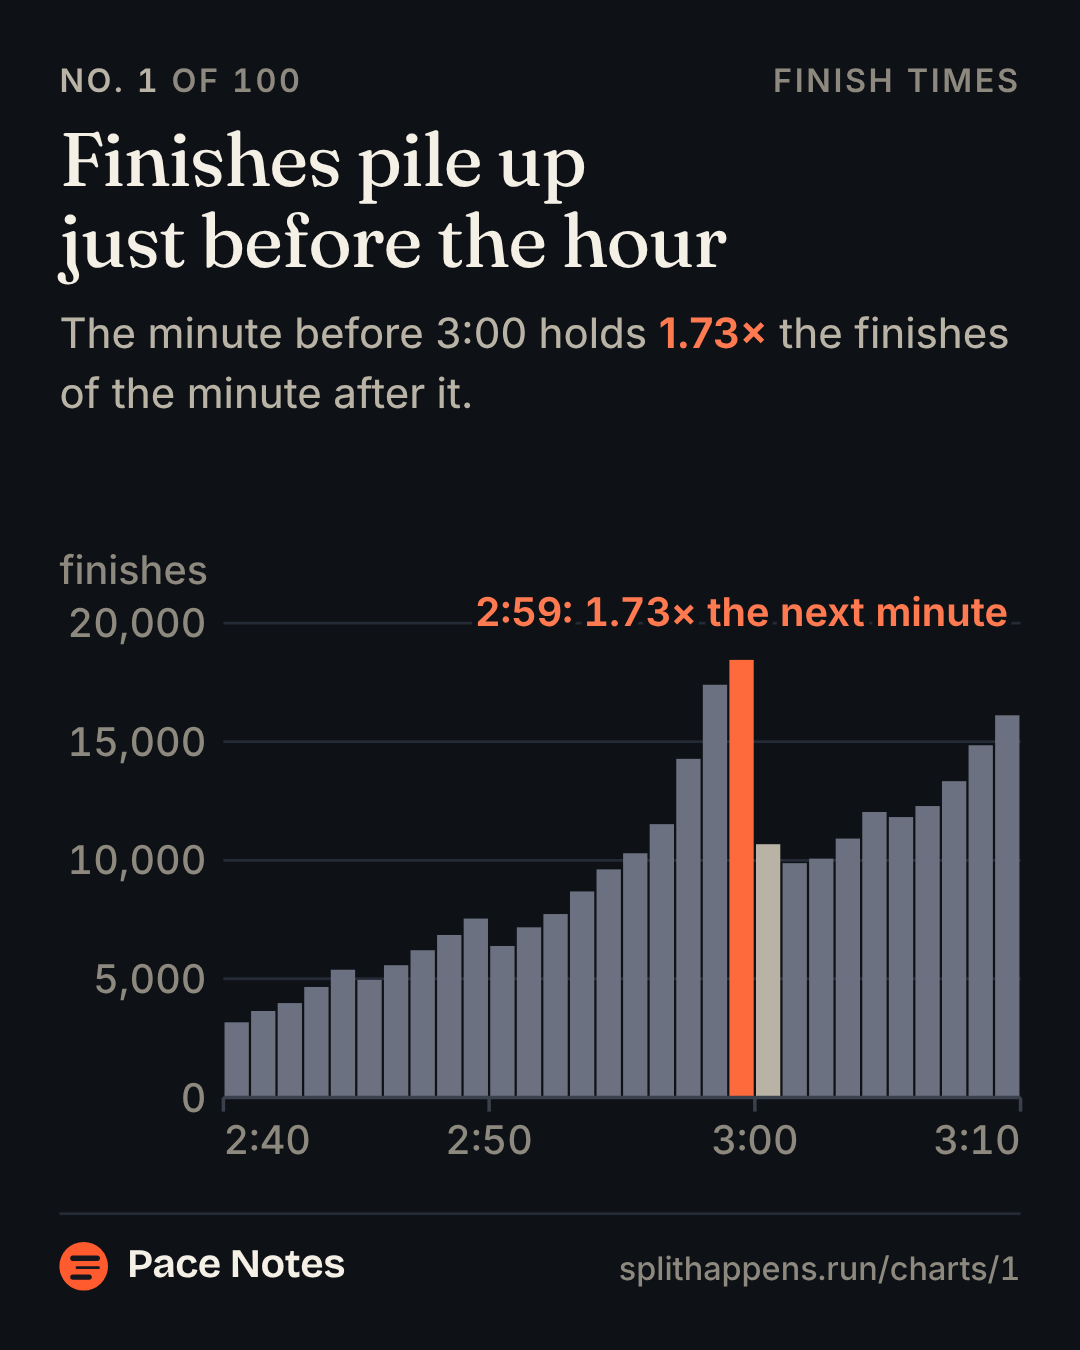 NO. 1 OF 100
FINISH TIMES
Finishes pile up
just before the hour
The minute before 3:00 holds 1.73× the finishes
of the minute after it.
finishes
20,000
2:59: 1.73× the next minute
15,000
10,000
5,000
0
2:40 2:50 3:00 3:10
Pace Notes
splithappens.run/charts/1